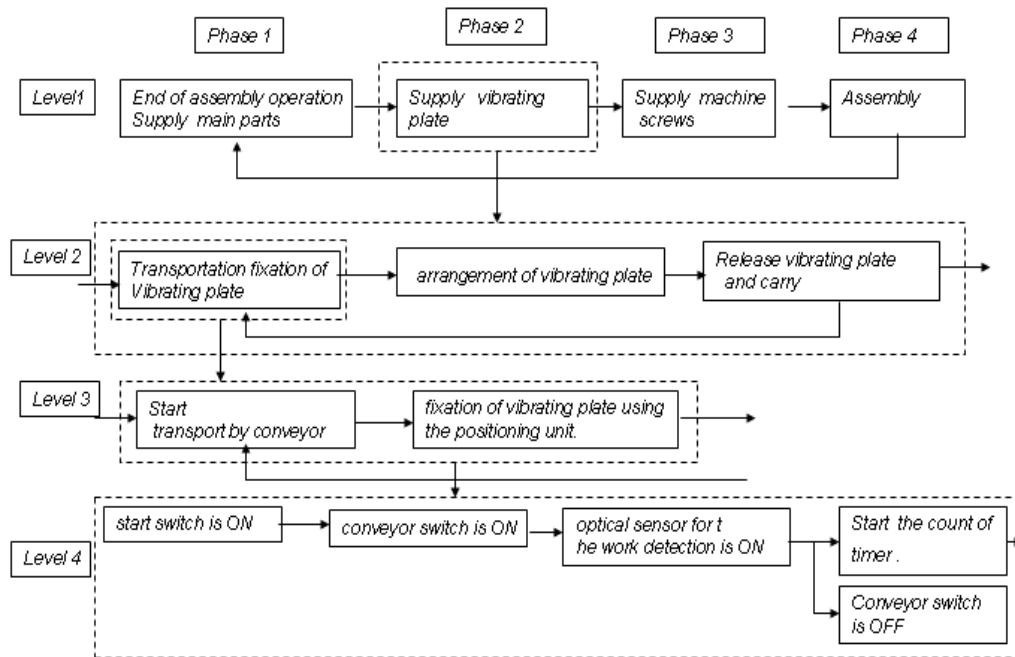 Phase 1
Phase 2
Phase 3
Phase 4
Level1
End of assembly operation
Supply main parts
Supply vibrating
plate
Supply machine
screws
Assembly
Level 2
Transportation fixation of
Vibrating plate
arrangement of vibrating plate
Release vibrating plate
and carry
Level 3
Start
transport by conveyor
fixation of vibrating plate using
the positioning unit.
Level 4
start switch is ON
conveyor switch is ON
optical sensor for t
he work detection is ON
Start the count of
timer .
Conveyor switch
is OFF